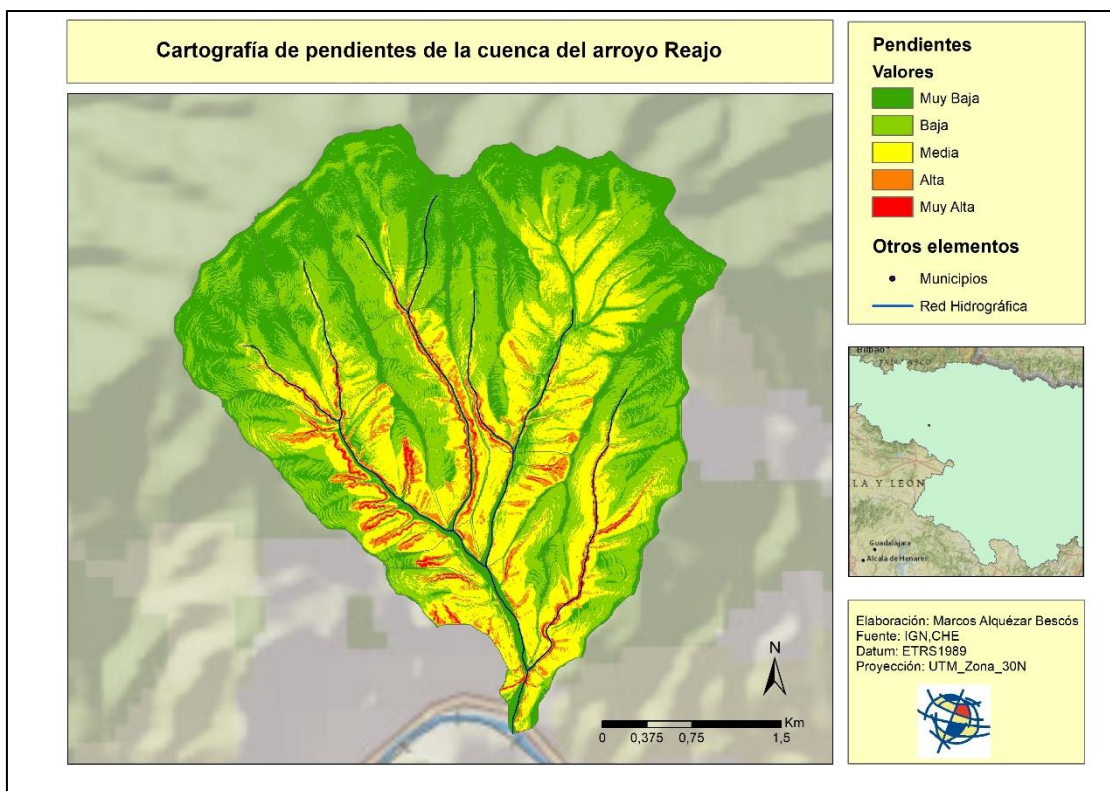 Cartografía de pendientes de la cuenca del arroyo Reajo
Pendientes
Valores
Muy Baja
Baja
Media
Alta
Muy Alta
Otros elementos
Municipios
Red Hidrográfica
N
Km
0 0,375 0,75 1,5
Bilbao
LA Y LEÓN
Guadalajara
Alcalá de Henares
Elaboración: Marcos Alquézar Bescós
Fuente: IGN,CHE
Datum: ETRS1989
Proyección: UTM_Zona_30N